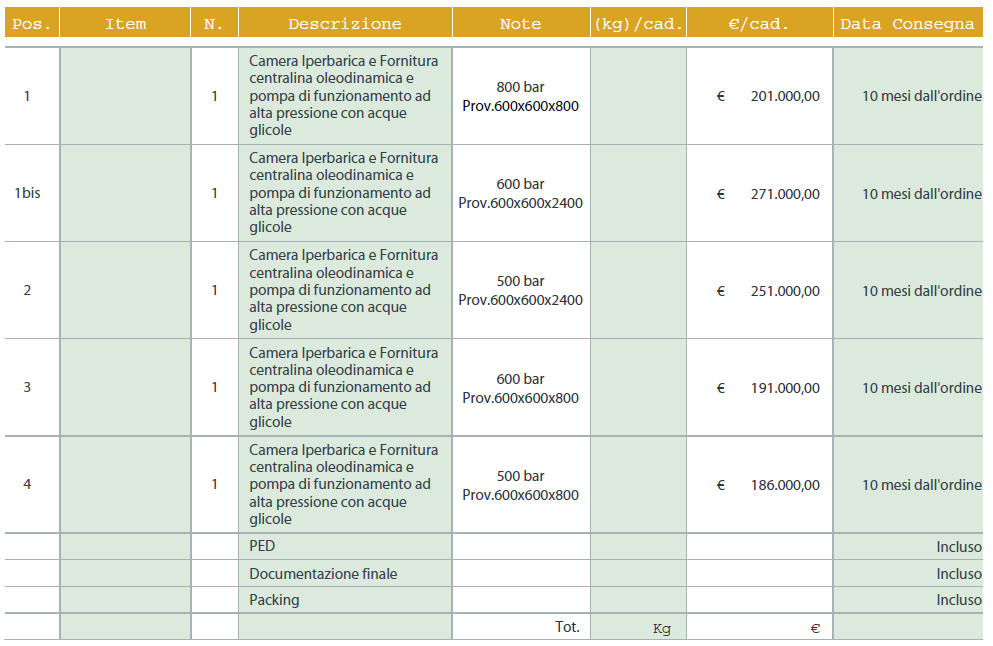 Pos. Item N. Descrizione Note (kg)/cad. €/cad. Data Consegna
1 1 Camera Iperbarica e Fornitura centralina oleodinamica e pompa di funzionamento ad alta pressione con acque glicole 800 bar Prov.600x600x800 € 201.000,00 10 mesi dall'ordine
1bis 1 Camera Iperbarica e Fornitura centralina oleodinamica e pompa di funzionamento ad alta pressione con acque glicole 600 bar Prov.600x600x2400 € 271.000,00 10 mesi dall'ordine
2 1 Camera Iperbarica e Fornitura centralina oleodinamica e pompa di funzionamento ad alta pressione con acque glicole 500 bar Prov.600x600x2400 € 251.000,00 10 mesi dall'ordine
3 1 Camera Iperbarica e Fornitura centralina oleodinamica e pompa di funzionamento ad alta pressione con acque glicole 600 bar Prov.600x600x800 € 191.000,00 10 mesi dall'ordine
4 1 Camera Iperbarica e Fornitura centralina oleodinamica e pompa di funzionamento ad alta pressione con acque glicole 500 bar Prov.600x600x800 € 186.000,00 10 mesi dall'ordine
PED Incluso
Documentazione finale Incluso
Packing Incluso
Tot. Kg €